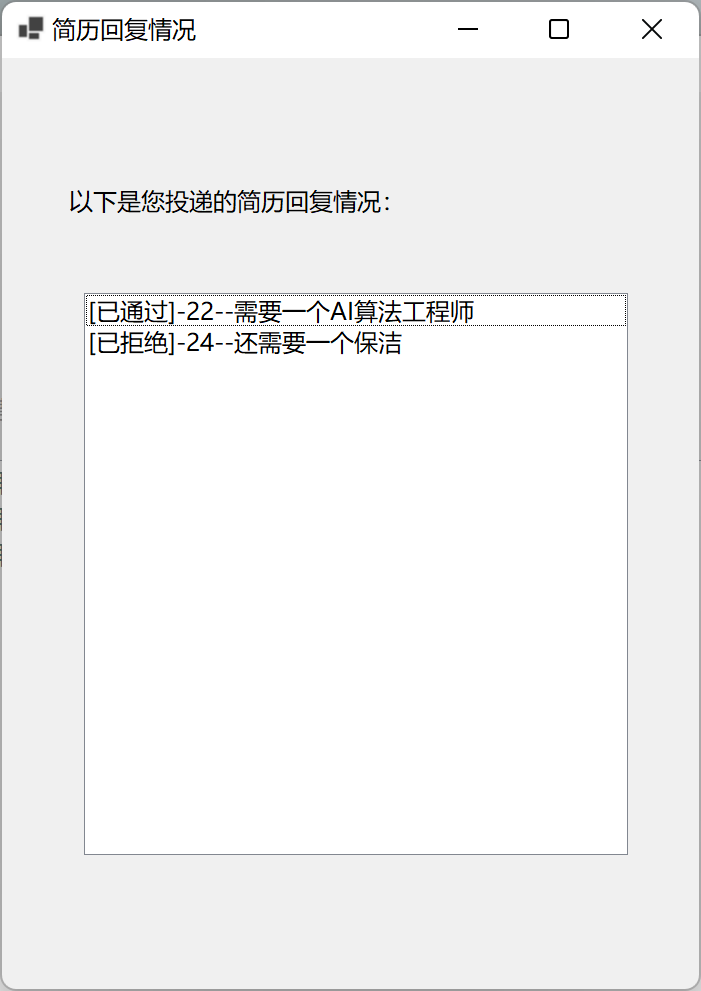 简历回复情况
以下是您投递的简历回复情况：
[已通过]-22--需要一个AI算法工程师
[已拒绝]-24--还需要一个保洁